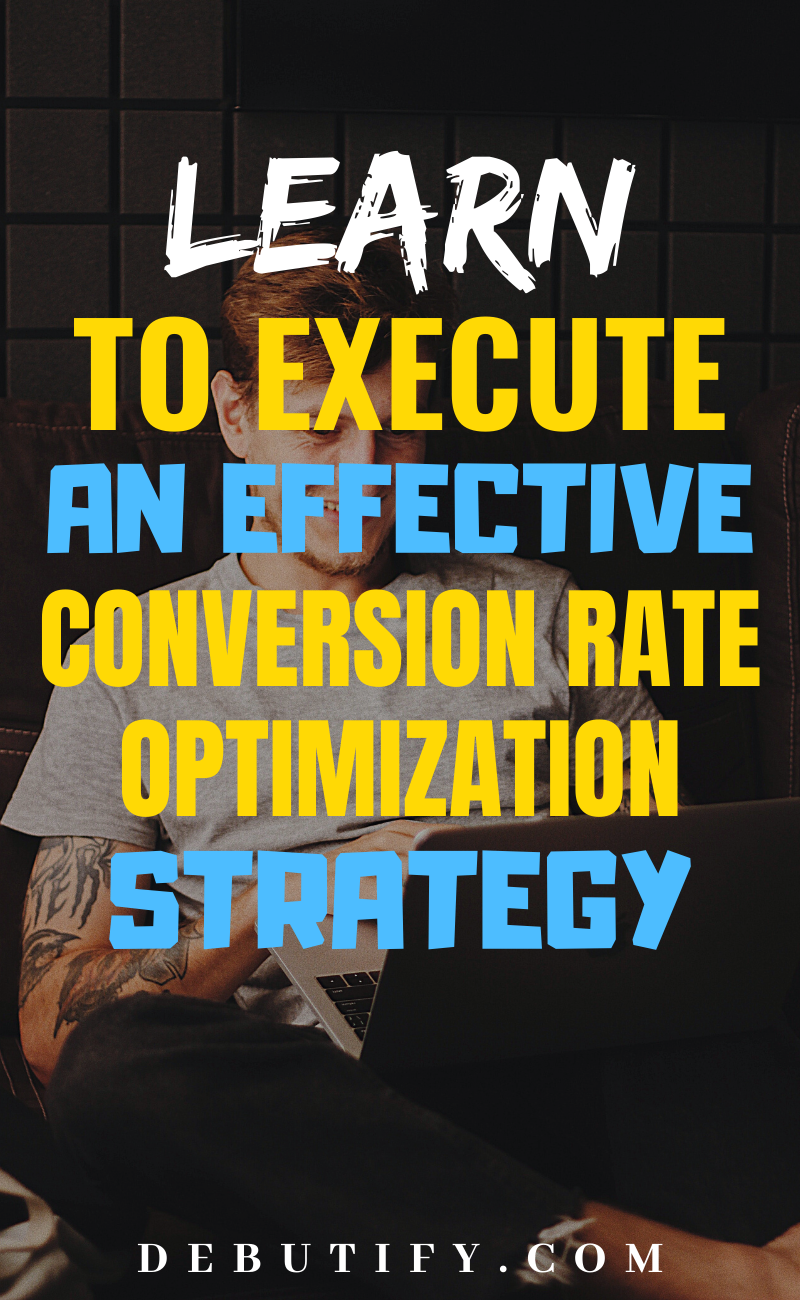 LEARN
TO EXECUTE
AN EFFECTIVE
CONVERSION RATE
OPTIMIZATION
STRATEGY
DEBUTIFY.COM